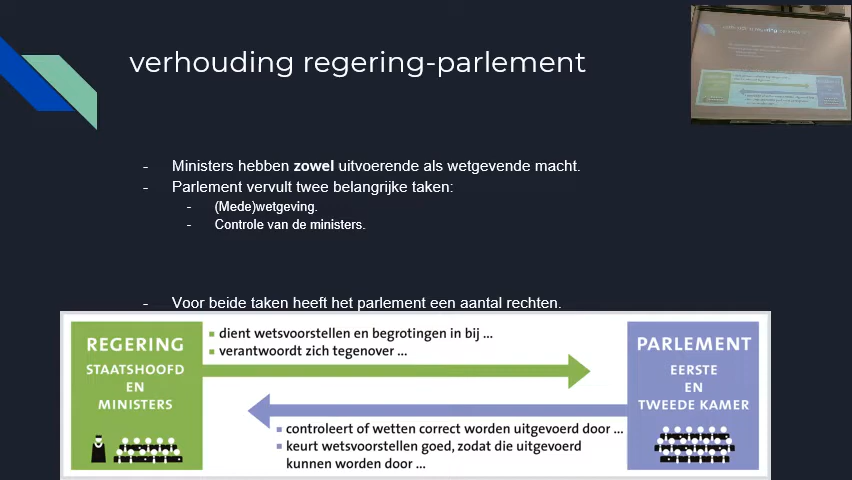 verhouding regering-parlement
- Ministers hebben zowel uitvoerende als wetgevende macht.
- Parlement vervult twee belangrijke taken:
- (Mede)wetgeving.
- Controle van de ministers.
- Voor beide taken heeft het parlement een aantal rechten.
REGERING
STAATSHOOFD
EN
MINISTERS
▪ dient wetsvoorstellen en begrotingen in bij ...
▪ verantwoordt zich tegenover ...
▪ controleert of wetten correct worden uitgevoerd door ...
▪ keurt wetsvoorstellen goed, zodat die uitgevoerd
kunnen worden door ...
PARLEMENT
EERSTE
EN
TWEEDE KAMER